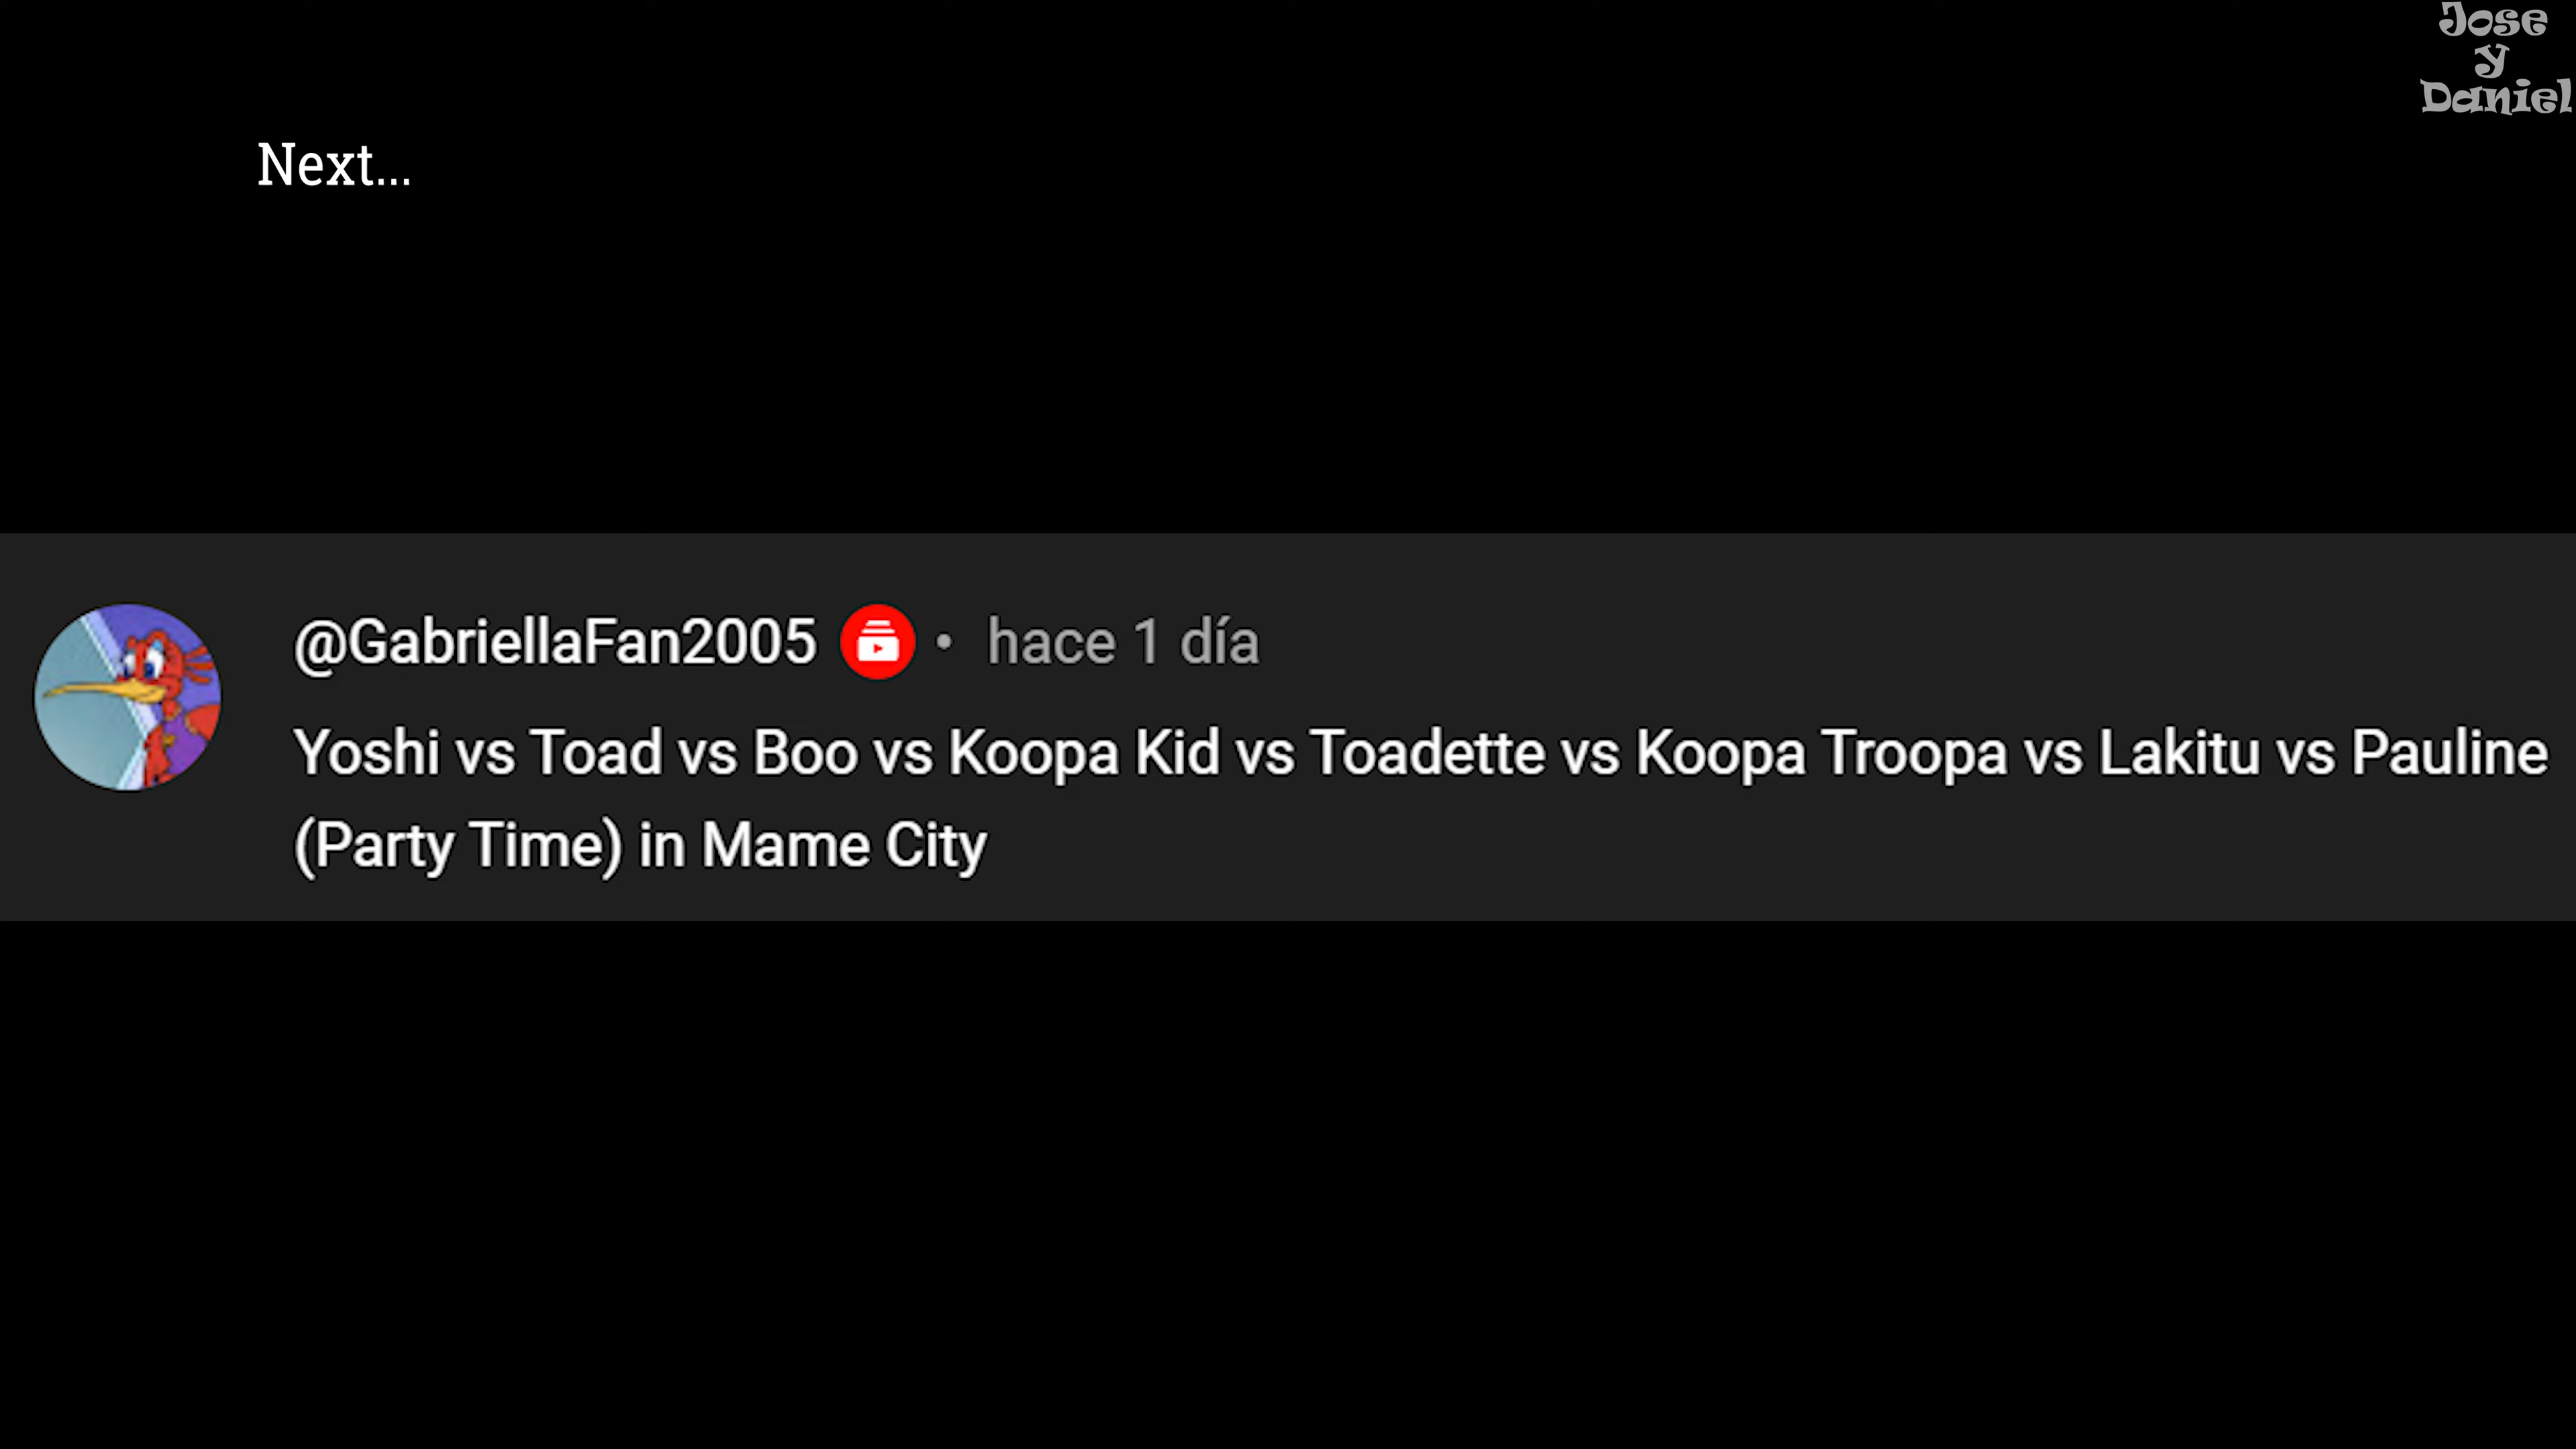 Jose
y
Daniel
Next...
@GabriellaFan2005 • hace 1 día
Yoshi vs Toad vs Boo vs Koopa Kid vs Toadette vs Koopa Troopa vs Lakitu vs Pauline
(Party Time) in Mame City